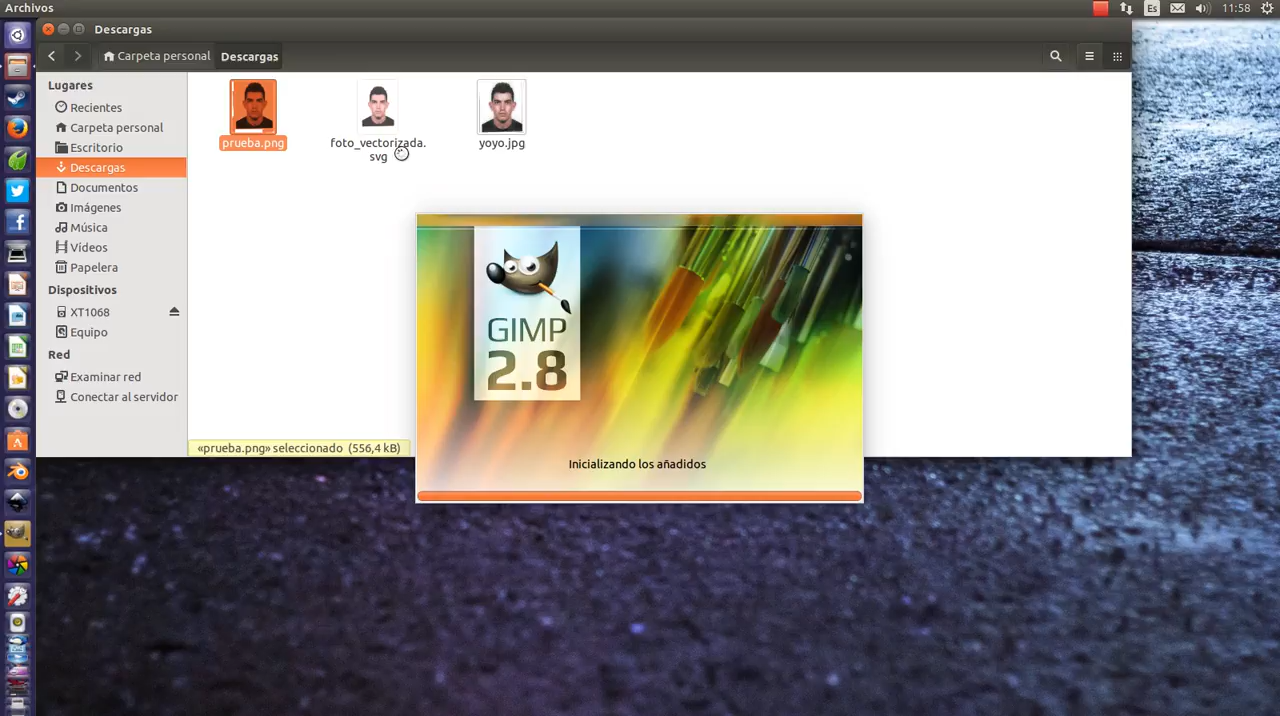 Archivos
Es
11:58
Descargas
Carpeta personal
Descargas
Lugares
Recientes
Carpeta personal
Escritorio
Descargas
Documentos
Imágenes
Música
Vídeos
Papelera
Dispositivos
XT1068
Equipo
Red
Examinar red
Conectar al servidor
prueba.png
foto_vectorizada.
svg
yoyo.jpg
GIMP
2.8
Inicializando los añadidos
«prueba.png» seleccionado (556,4 kB)